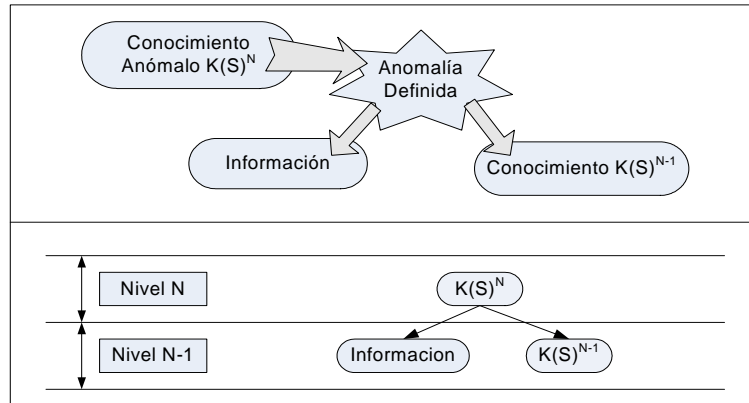 Conocimiento
Anómalo K(S)^N
Anomalía
Definida
Información
Conocimiento K(S)^N-1
Nivel N
K(S)^N
Nivel N-1
Informacion
K(S)^N-1